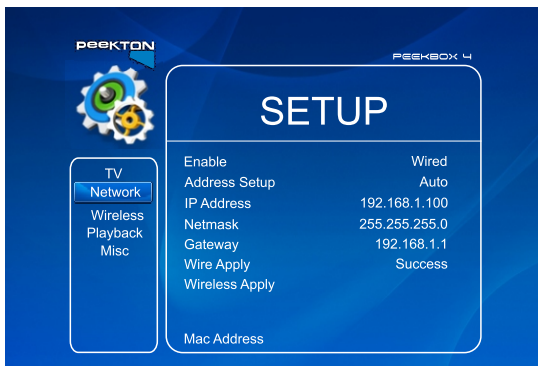 PEEKTON
PEEKBOX 4
SETUP
TV
Network
Wireless
Playback
Misc
Enable Wired
Address Setup Auto
IP Address 192.168.1.100
Netmask 255.255.255.0
Gateway 192.168.1.1
Wire Apply Success
Wireless Apply
Mac Address